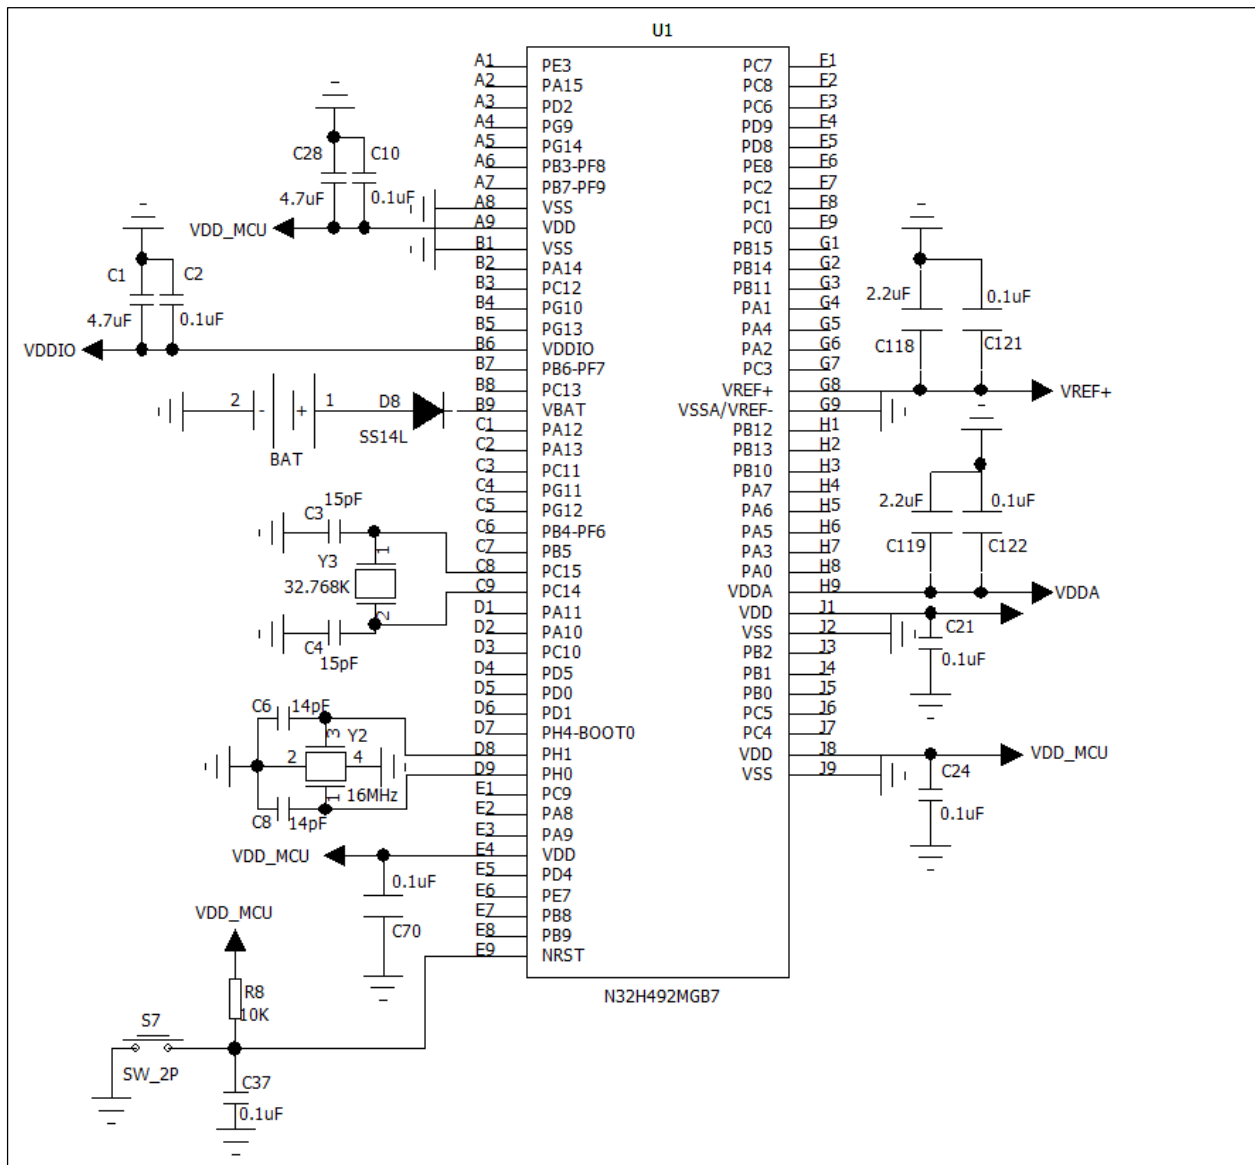 U1
A1 PE3 PC7 F1
A2 PA15 PC8 F2
A3 PD2 PC6 F3
A4 PG9 PD9 F4
A5 PG14 PD8 F5
A6 PB3-PF8 PE8 F6
A7 PB7-PF9 PC2 F7
A8 VSS PC1 F8
A9 VDD PC0 F9
B1 VSS PB15 G1
B2 PA14 PB14 G2
B3 PC12 PB11 G3
B4 PG10 PA1 G4
B5 PG13 PA4 G5
B6 VDDIO PA2 G6
B7 PB6-PF7 PC3 G7
B8 PC13 VREF+ G8
B9 VBAT VSSA/VREF- G9
C1 PA12 PB12 H1
C2 PA13 PB13 H2
C3 PC11 PB10 H3
C4 PG11 PA7 H4
C5 PG12 PA6 H5
C6 PB4-PF6 PA5 H6
C7 PB5 PA3 H7
C8 PC15 PA0 H8
C9 PC14 VDDA H9
D1 PA11 VDD J1
D2 PA10 VSS J2
D3 PC10 PB2 J3
D4 PD5 PB1 J4
D5 PD0 PB0 J5
D6 PD1 PC5 J6
D7 PH4-BOOT0 PC4 J7
D8 PH1 VDD J8
D9 PH0 VSS J9
E1 PC9
E2 PA8
E3 PA9
E4 VDD
E5 PD4
E6 PE7
E7 PB8
E8 PB9
E9 NRST
N32H492MGB7
C28 C10
4.7uF 0.1uF
VDD_MCU
C1 C2
4.7uF 0.1uF
VDDIO
2 - + 1 D8
SS14L
BAT
15pF
C3
Y3 1
32.768K
2
C4
15pF
C6 14pF
3 Y2
2 4
1 16MHz
C8 14pF
VDD_MCU
0.1uF
C70
VDD_MCU
R8
10K
S7
SW_2P
C37
0.1uF
2.2uF 0.1uF
C118 C121
VREF+
2.2uF 0.1uF
C119 C122
VDDA
C21
0.1uF
VDD_MCU
C24
0.1uF